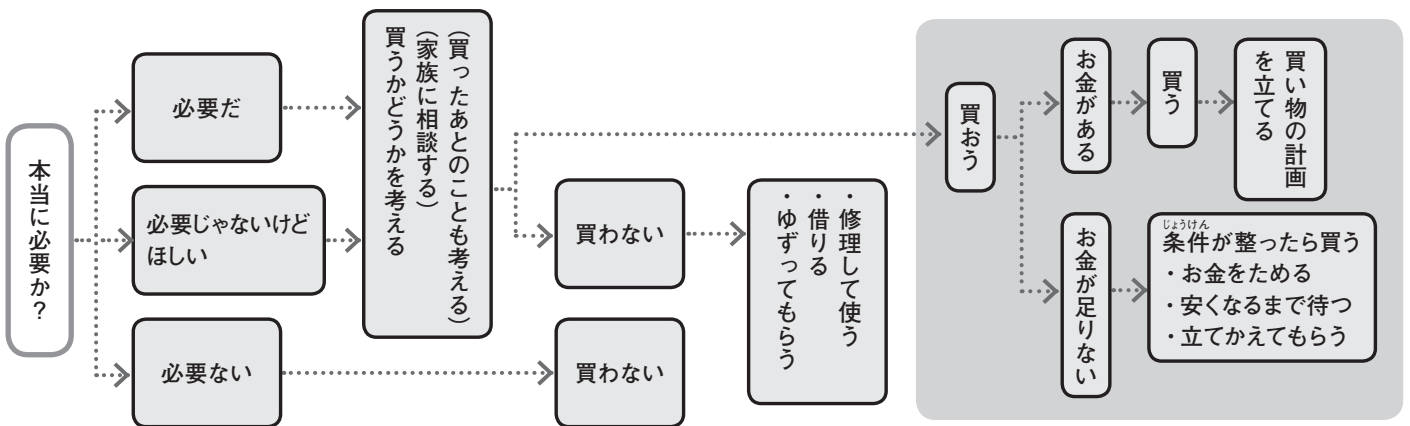 本当に必要か？
必要だ
必要じゃないけど
ほしい
必要ない
（買ったあとのことも考える）
（家族に相談する）
買うかどうかを考える
買わない
買わない
・修理して使う
・借りる
・ゆずってもらう
買おう
お金がある
買う
買い物の計画
を立てる
お金が足りない
じょうけん
条件が整ったら買う
・お金をためる
・安くなるまで待つ
・立てかえてもらう